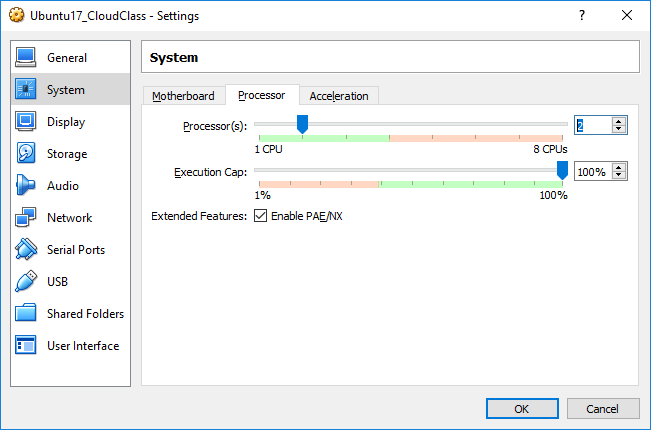 Ubuntu17_CloudClass - Settings
General
System
Display
Storage
Audio
Network
Serial Ports
USB
Shared Folders
User Interface
System
Motherboard Processor Acceleration
Processor(s): 2
1 CPU 8 CPUs
Execution Cap: 100%
1% 100%
Extended Features: Enable PAE/NX
OK Cancel